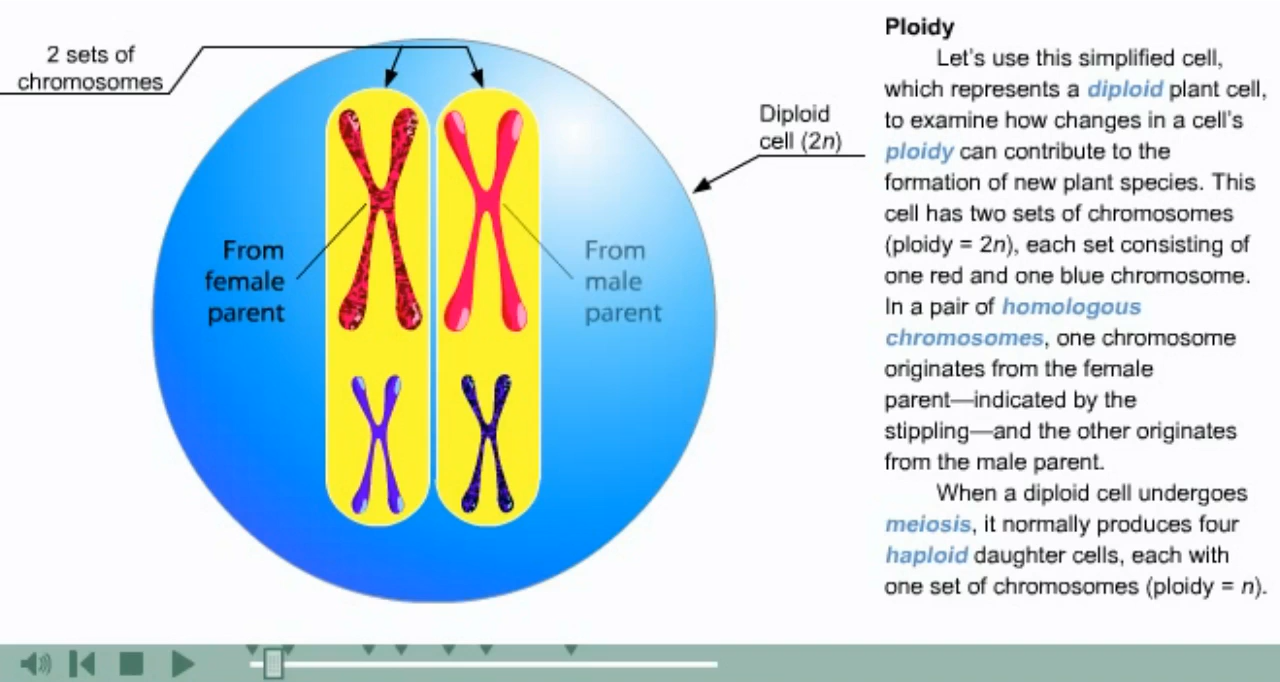 2 sets of
chromosomes
Diploid
cell (2n)
From
female
parent
From
male
parent
Ploidy
Let's use this simplified cell,
which represents a diploid plant cell,
to examine how changes in a cell's
ploidy can contribute to the
formation of new plant species. This
cell has two sets of chromosomes
(ploidy = 2n), each set consisting of
one red and one blue chromosome.
In a pair of homologous
chromosomes, one chromosome
originates from the female
parent—indicated by the
stippling—and the other originates
from the male parent.
When a diploid cell undergoes
meiosis, it normally produces four
haploid daughter cells, each with
one set of chromosomes (ploidy = n).